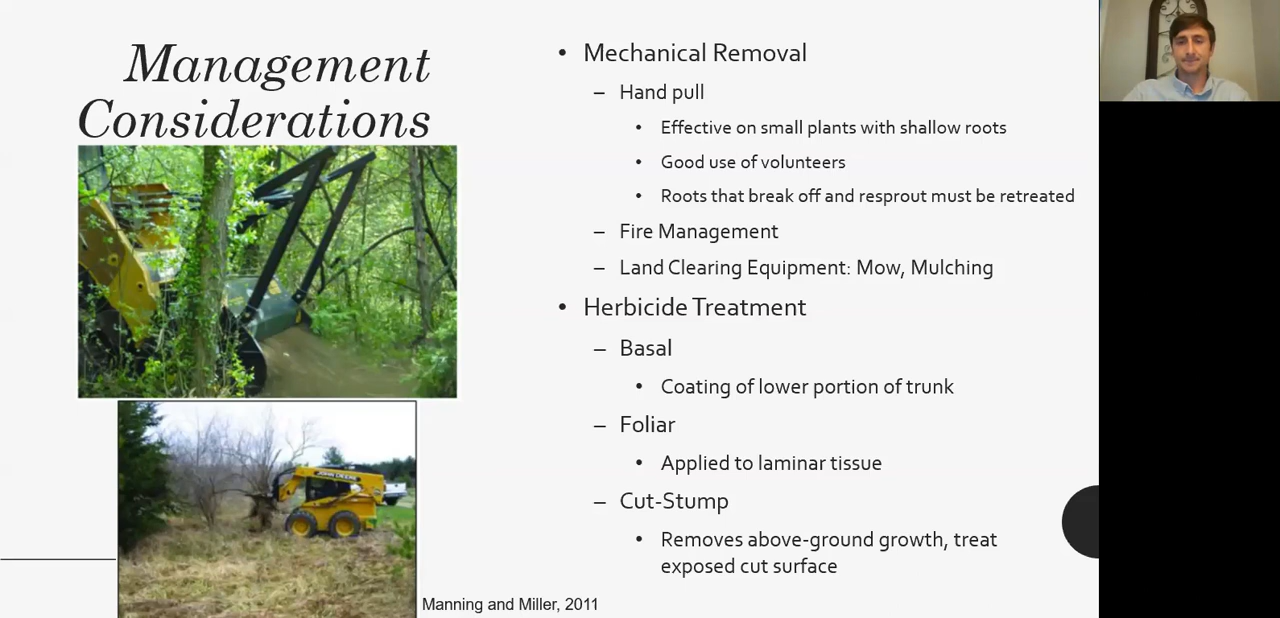 Management
Considerations
• Mechanical Removal
– Hand pull
• Effective on small plants with shallow roots
• Good use of volunteers
• Roots that break off and resprout must be retreated
– Fire Management
– Land Clearing Equipment: Mow, Mulching
• Herbicide Treatment
– Basal
• Coating of lower portion of trunk
– Foliar
• Applied to laminar tissue
– Cut-Stump
• Removes above-ground growth, treat
exposed cut surface
JOHN DEERE
Manning and Miller, 2011